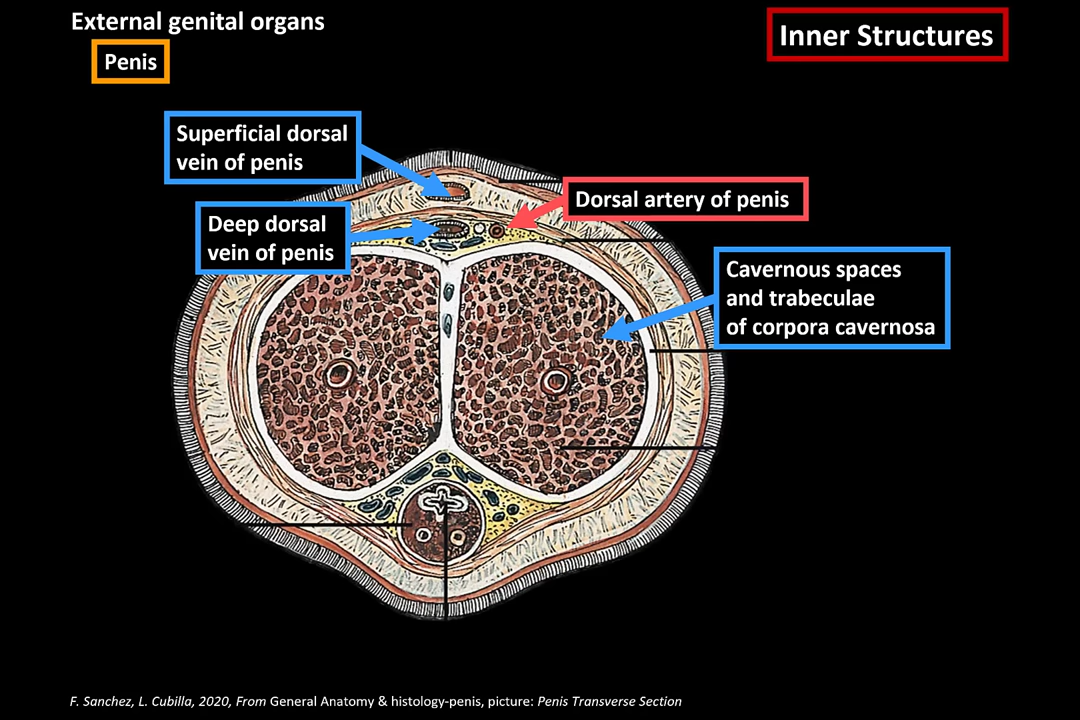 External genital organs
Inner Structures
Penis
Superficial dorsal
vein of penis
Dorsal artery of penis
Deep dorsal
vein of penis
Cavernous spaces
and trabeculae
of corpora cavernosa
F. Sanchez, L. Cubilla, 2020, From General Anatomy & histology-penis, picture: Penis Transverse Section